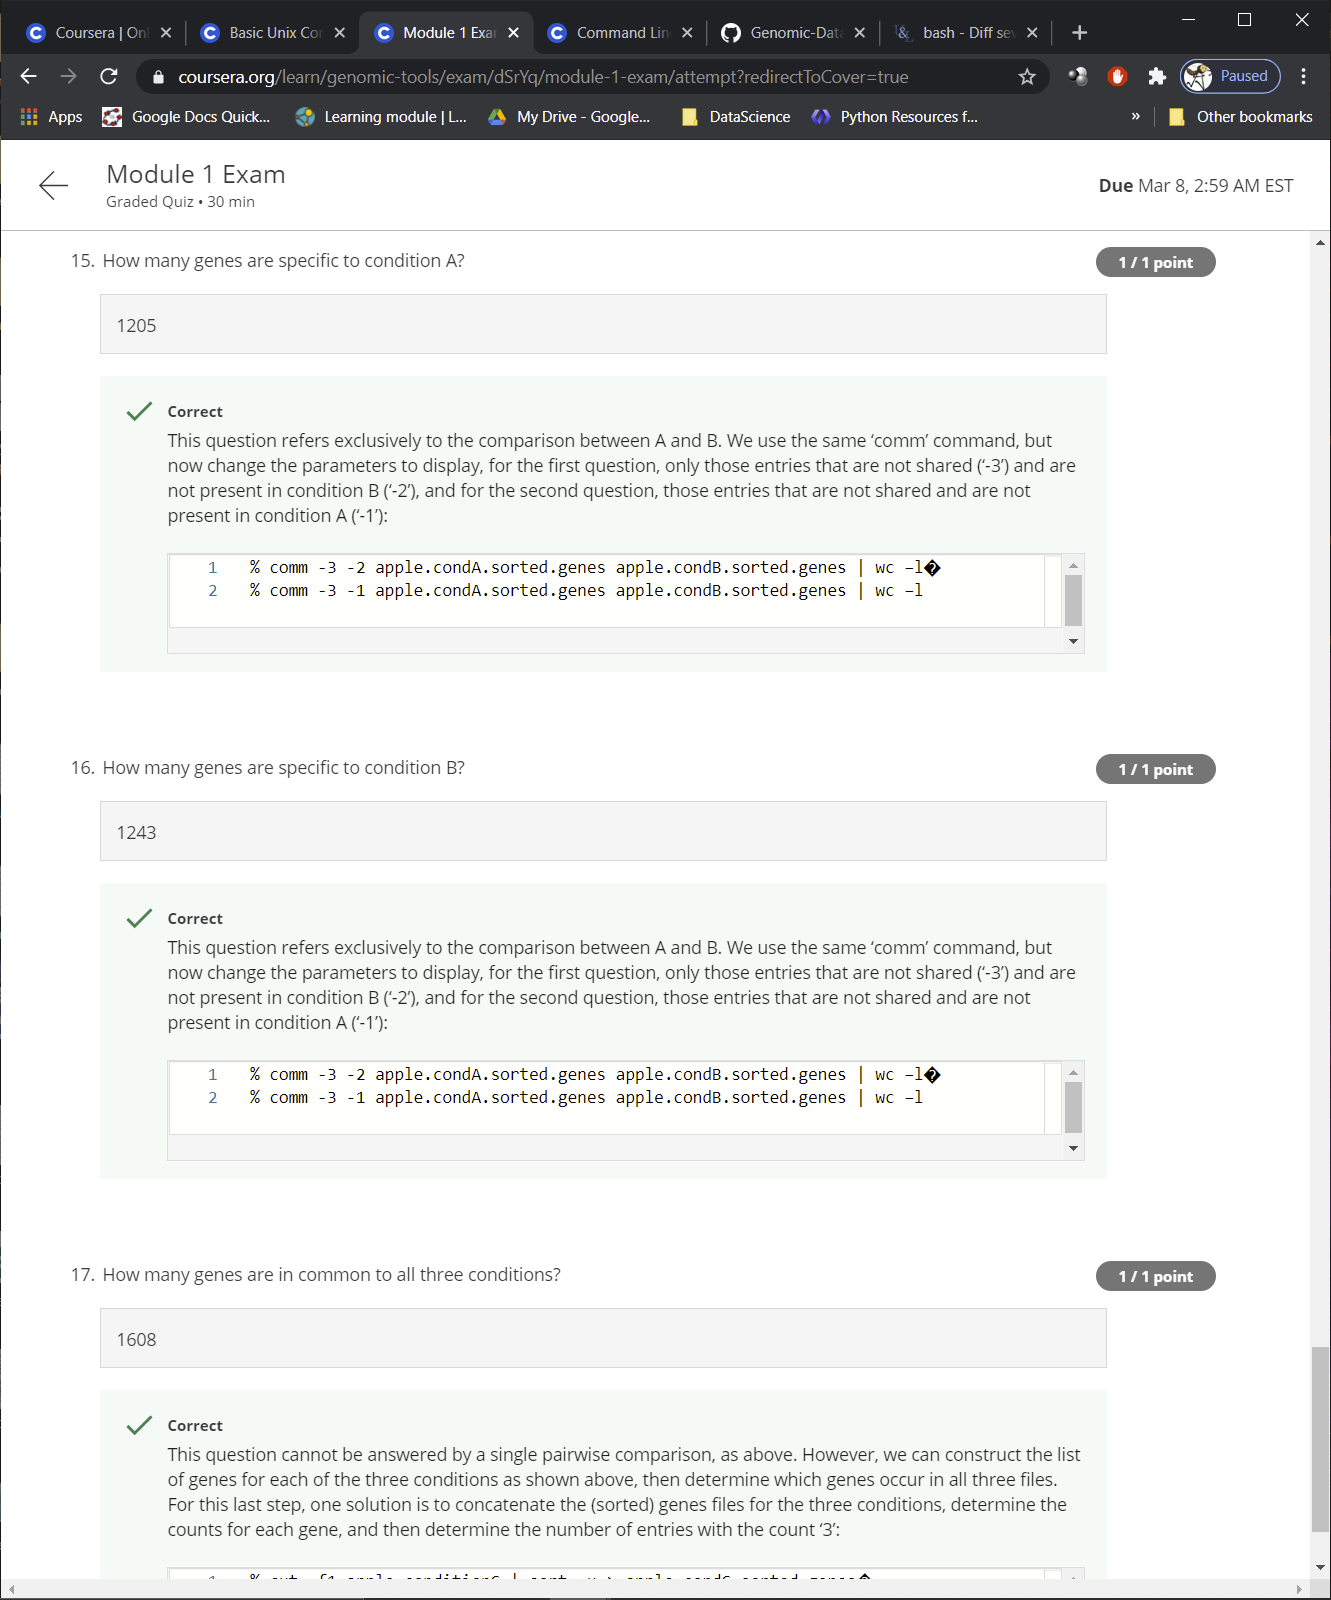 Coursera | Onl
Basic Unix Cor
Module 1 Exar
Command Lin
Genomic-Data
bash - Diff sev
coursera.org/learn/genomic-tools/exam/dSrYq/module-1-exam/attempt?redirectToCover=true
Paused
Apps
Google Docs Quick...
Learning module | L...
My Drive - Google...
DataScience
Python Resources f...
»
Other bookmarks
Module 1 Exam
Graded Quiz • 30 min
Due Mar 8, 2:59 AM EST
15. How many genes are specific to condition A?
1 / 1 point
1205
Correct
This question refers exclusively to the comparison between A and B. We use the same ‘comm’ command, but
now change the parameters to display, for the first question, only those entries that are not shared (‘-3’) and are
not present in condition B (‘-2’), and for the second question, those entries that are not shared and are not
present in condition A (‘-1’):
1 % comm -3 -2 apple.condA.sorted.genes apple.condB.sorted.genes | wc –l�
2 % comm -3 -1 apple.condA.sorted.genes apple.condB.sorted.genes | wc –l
16. How many genes are specific to condition B?
1 / 1 point
1243
Correct
This question refers exclusively to the comparison between A and B. We use the same ‘comm’ command, but
now change the parameters to display, for the first question, only those entries that are not shared (‘-3’) and are
not present in condition B (‘-2’), and for the second question, those entries that are not shared and are not
present in condition A (‘-1’):
1 % comm -3 -2 apple.condA.sorted.genes apple.condB.sorted.genes | wc –l�
2 % comm -3 -1 apple.condA.sorted.genes apple.condB.sorted.genes | wc –l
17. How many genes are in common to all three conditions?
1 / 1 point
1608
Correct
This question cannot be answered by a single pairwise comparison, as above. However, we can construct the list
of genes for each of the three conditions as shown above, then determine which genes occur in all three files.
For this last step, one solution is to concatenate the (sorted) genes files for the three conditions, determine the
counts for each gene, and then determine the number of entries with the count ‘3’: